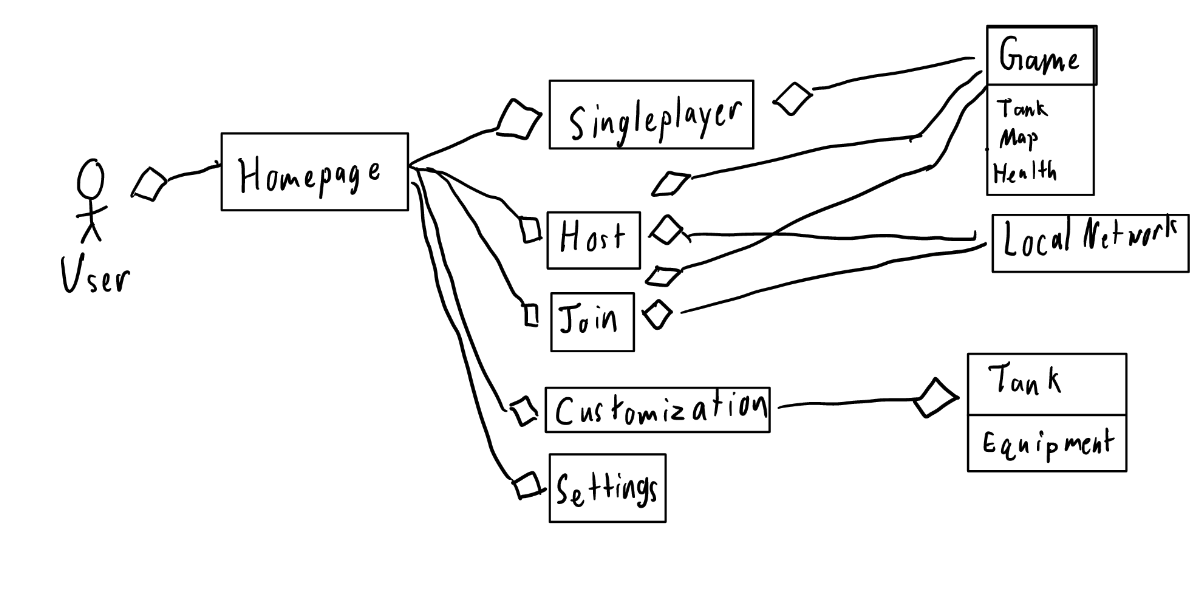 User
Homepage
Singleplayer
Host
Join
Customization
Settings
Game
Tank
Map
Health
Local Network
Tank
Equipment